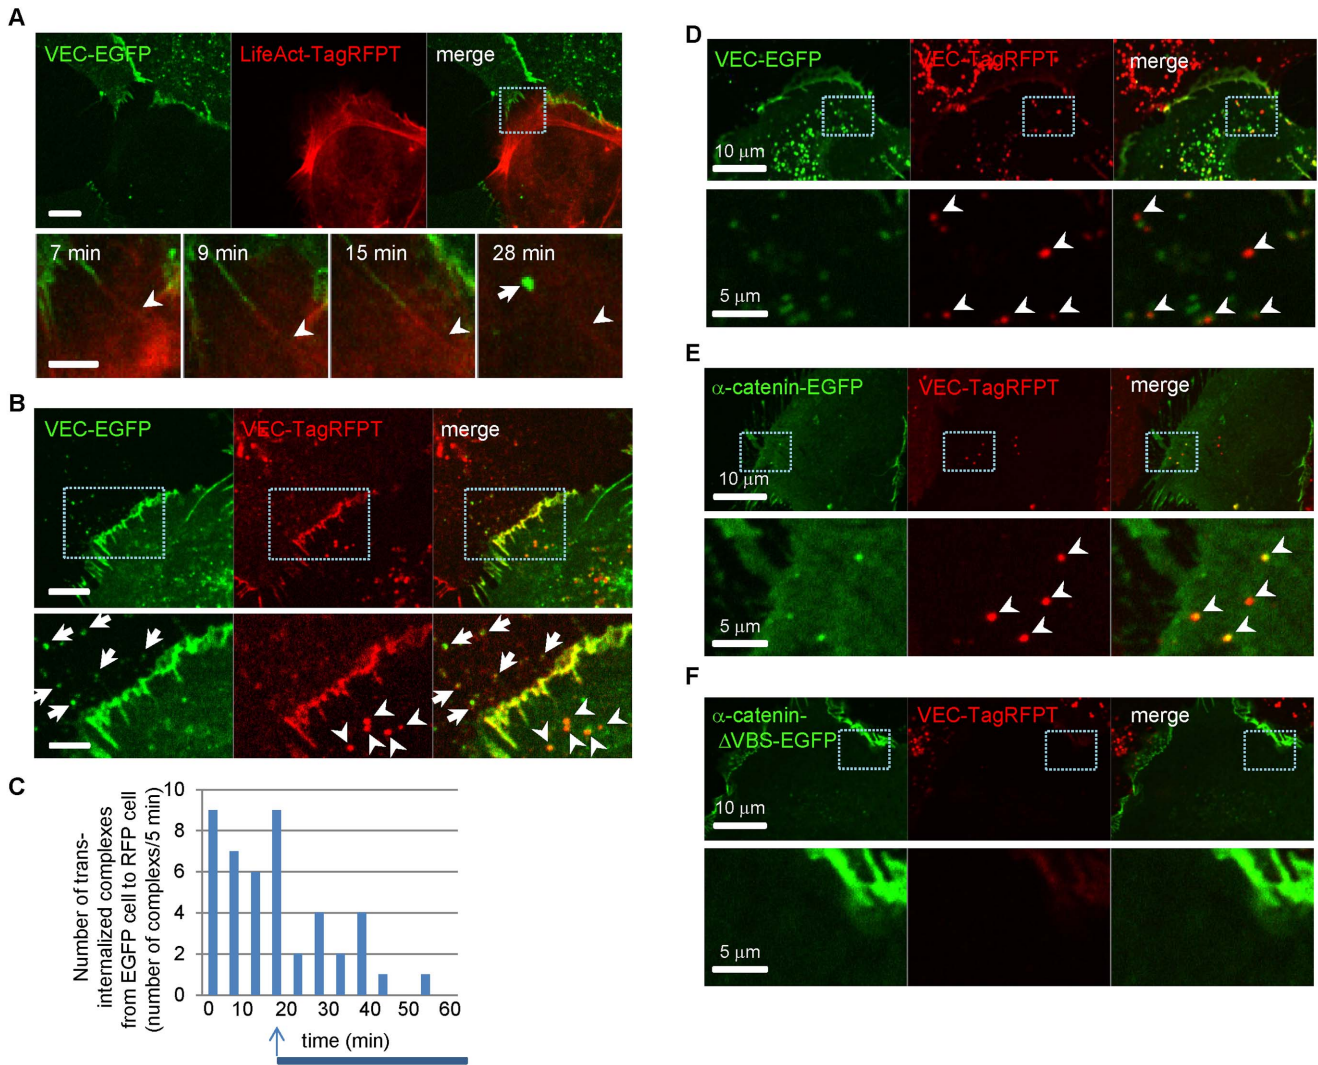 A
VEC-EGFP
LifeAct-TagRFPT
merge
7 min
9 min
15 min
28 min
B
VEC-EGFP
VEC-TagRFPT
merge
C
Number of trans-
internalized complexes
from EGFP cell to RFP cell
(number of complexs/5 min)
10
8
6
4
2
0
0 10 20 30 40 50 60
time (min)
D
VEC-EGFP
VEC-TagRFPT
merge
10 μm
5 μm
E
α-catenin-EGFP
VEC-TagRFPT
merge
10 μm
5 μm
F
α-catenin-
ΔVBS-EGFP
VEC-TagRFPT
merge
10 μm
5 μm